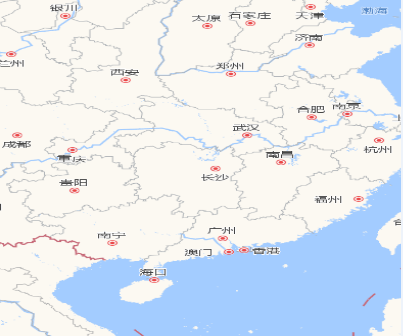 银川
太原
石家庄
天津
渤海
济南
兰州
西安
郑州
合肥
南京
成都
武汉
杭州
重庆
南昌
长沙
贵阳
福州
南宁
广州
澳门
香港
海口